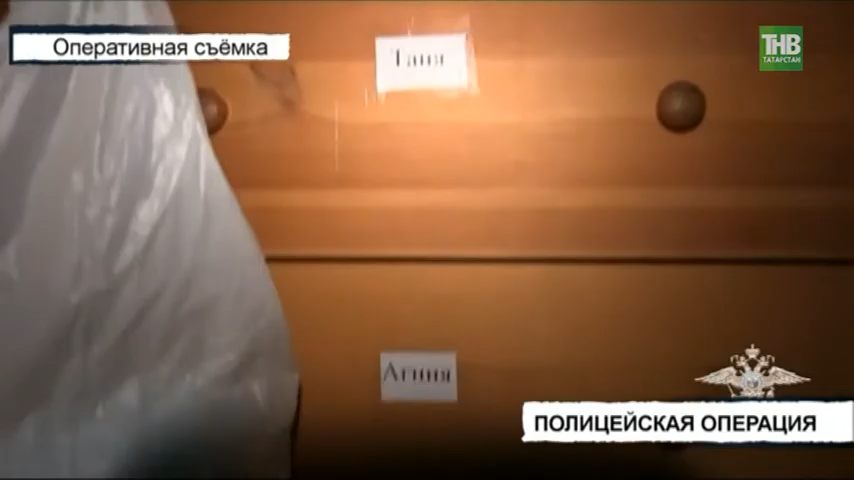 Оперативная съёмка
Таня
ТНВ
ТАТАРСТАН
Агния
ПОЛИЦЕЙСКАЯ ОПЕРАЦИЯ